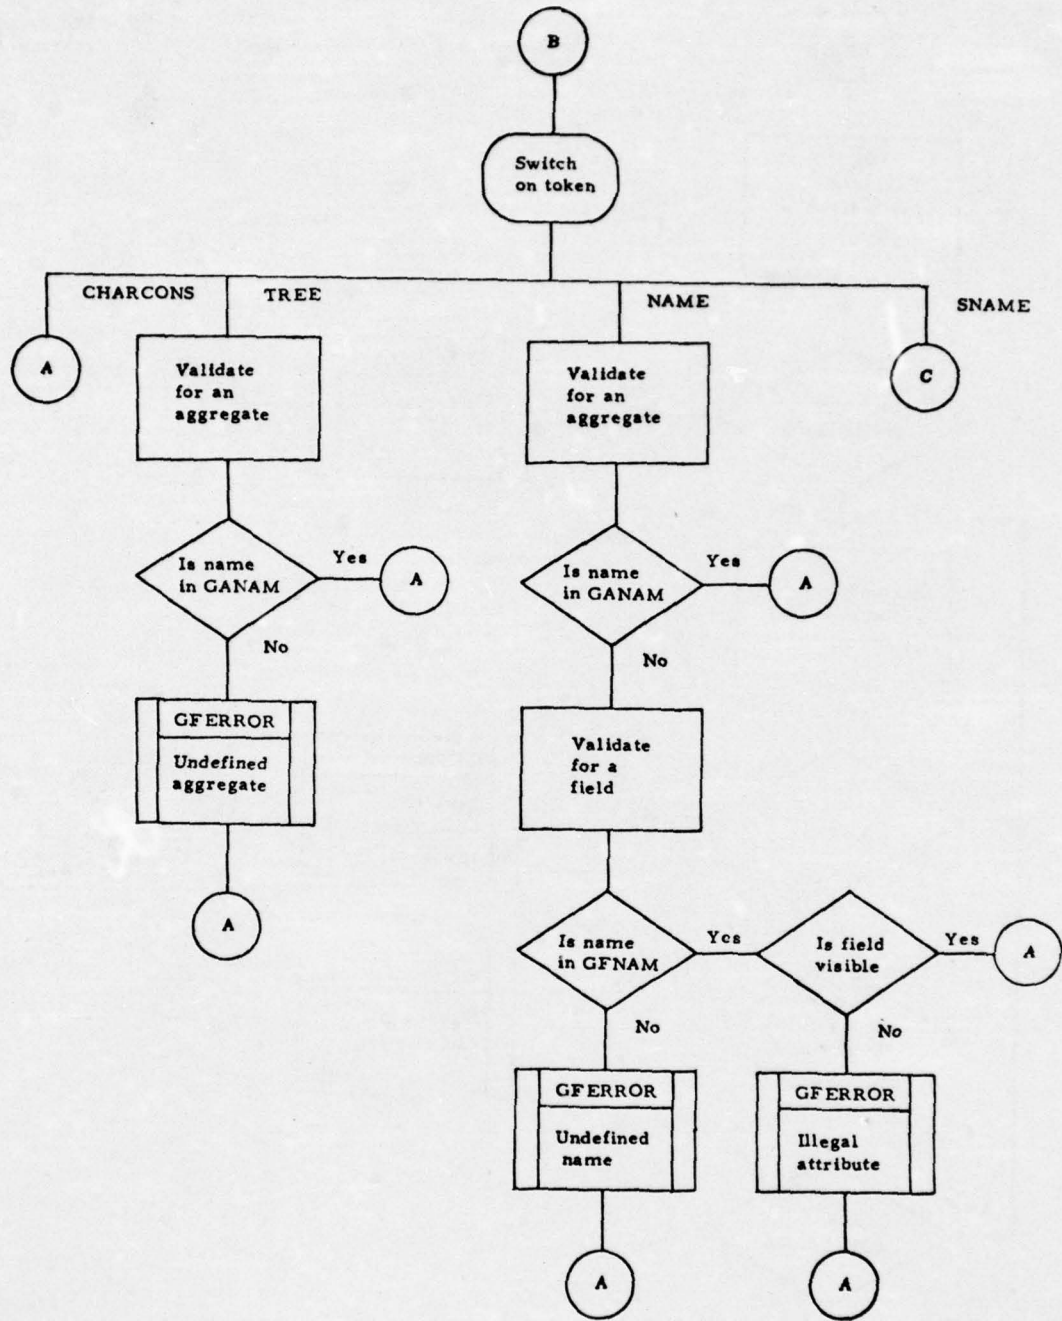 B
Switch
on token
CHARCONS
TREE
NAME
SNAME
A
Validate
for an
aggregate
Validate
for an
aggregate
C
Is name
in GANAM
Yes
A
Is name
in GANAM
Yes
A
No
No
GFERROR
Undefined
aggregate
Validate
for a
field
A
Is name
in GFNAM
Yes
Is field
visible
Yes
A
No
No
GFERROR
Undefined
name
GFERROR
Illegal
attribute
A
A